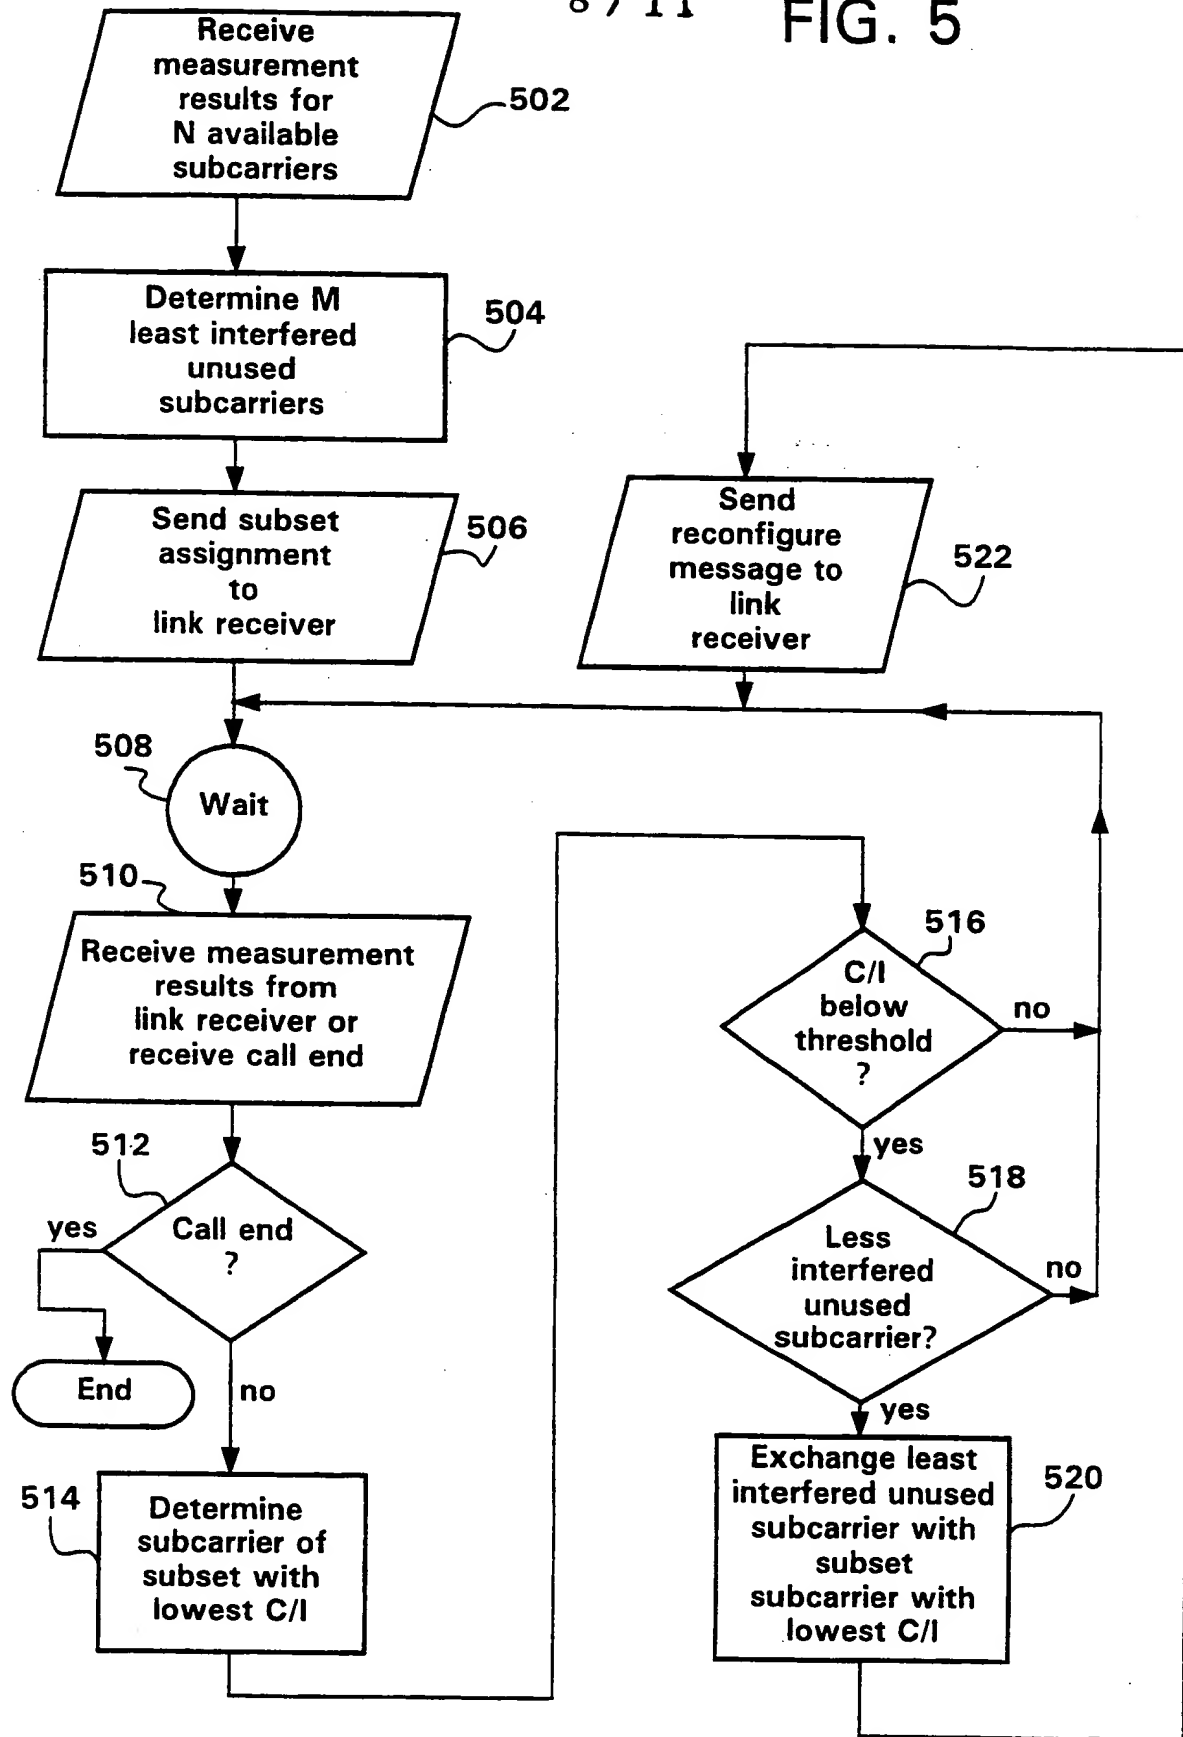 8 / 11
FIG. 5
Receive
measurement
results for
N available
subcarriers
502
Determine M
least interfered
unused
subcarriers
504
Send subset
assignment
to
link receiver
506
Send
reconfigure
message to
link
receiver
522
508
Wait
510
Receive measurement
results from
link receiver or
receive call end
512
yes
Call end
?
End
no
514
Determine
subcarrier of
subset with
lowest C/I
516
C/I
below
threshold
?
no
yes
518
Less
interfered
unused
subcarrier?
no
yes
Exchange least
interfered unused
subcarrier with
subset
subcarrier with
lowest C/I
520